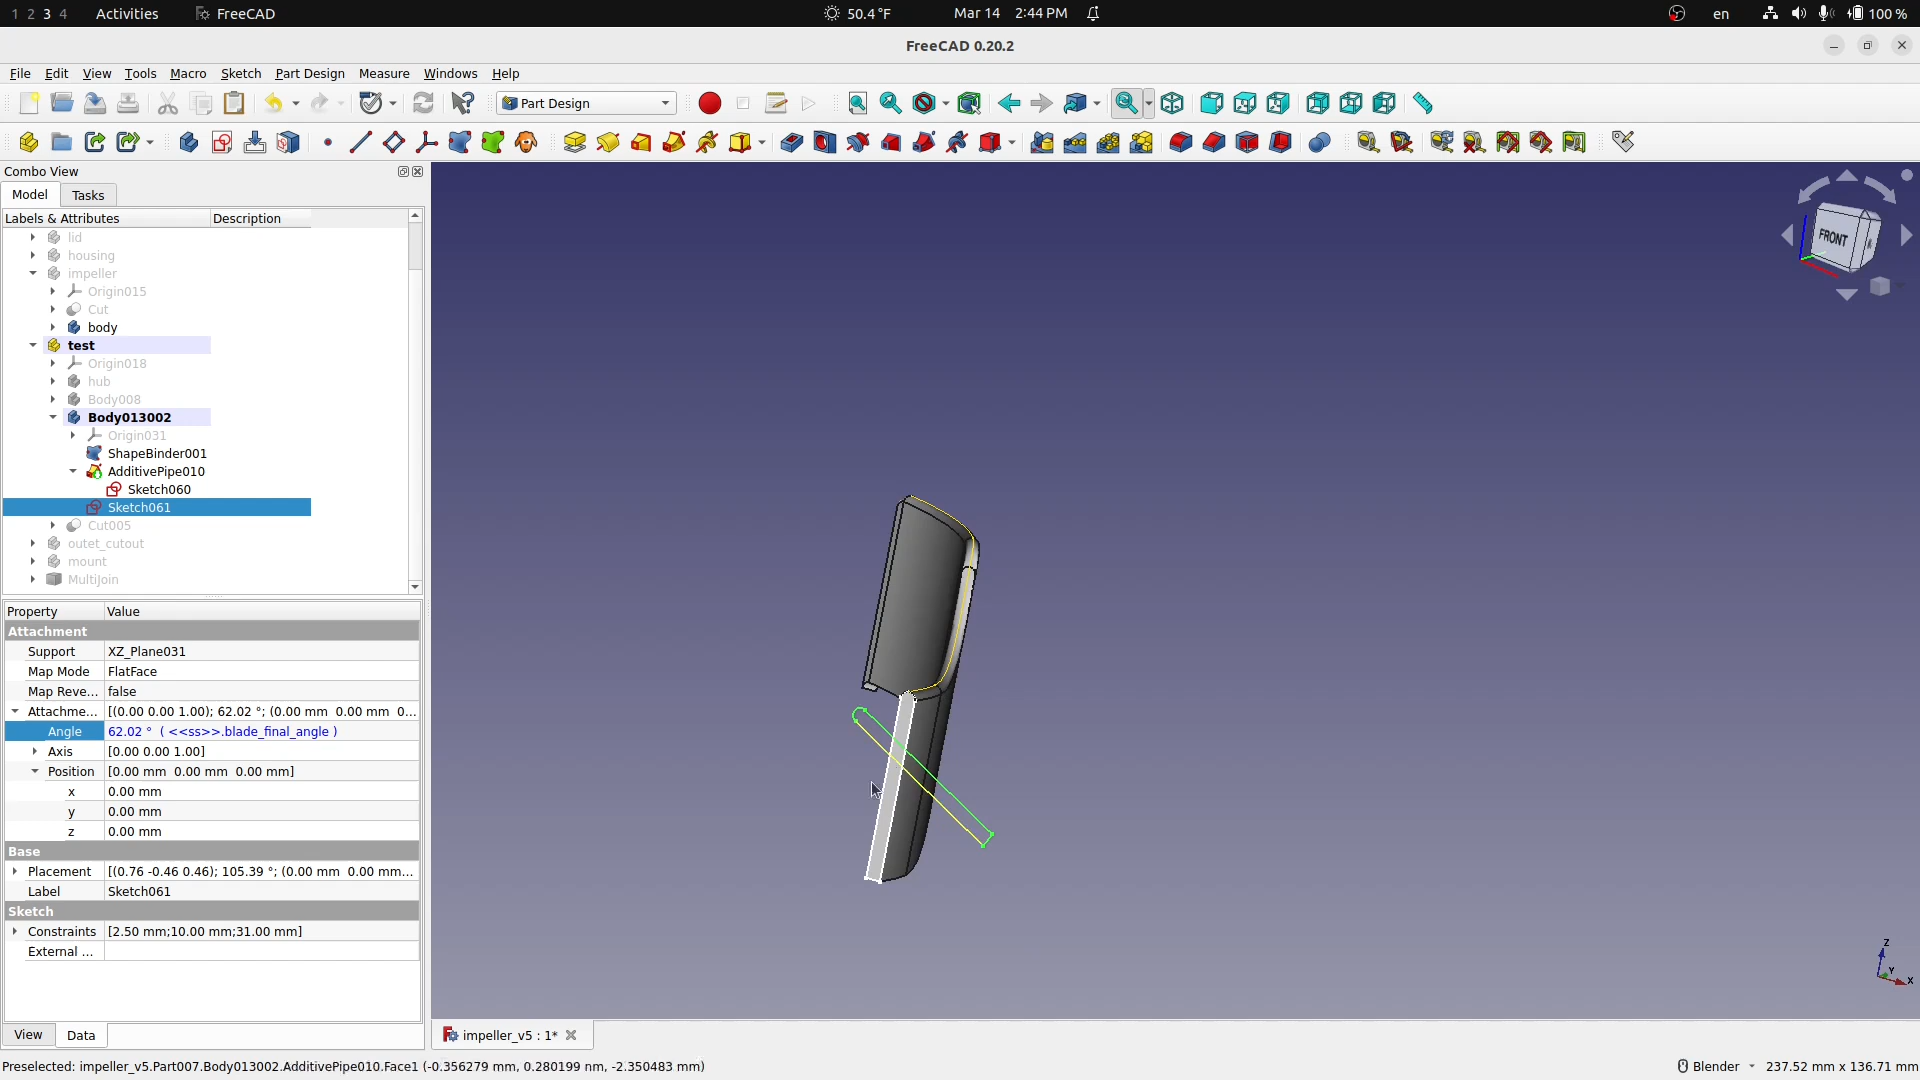 1 2 3 4 Activities FreeCAD 50.4 °F Mar 14 2:44 PM en 100 %
FreeCAD 0.20.2
File Edit View Tools Macro Sketch Part Design Measure Windows Help
Part Design
Combo View
Model Tasks
Labels & Attributes Description
lid
housing
impeller
Origin015
Cut
body
test
Origin018
hub
Body008
Body013002
Origin031
ShapeBinder001
AdditivePipe010
Sketch060
Sketch061
Cut005
outet_cutout
mount
MultiJoin
FRONT
Property Value
Attachment
Support XZ_Plane031
Map Mode FlatFace
Map Reve... false
Attachme... [(0.00 0.00 1.00); 62.02 °; (0.00 mm 0.00 mm 0...
Angle 62.02 ° ( <<ss>>.blade_final_angle )
Axis [0.00 0.00 1.00]
Position [0.00 mm 0.00 mm 0.00 mm]
x 0.00 mm
y 0.00 mm
z 0.00 mm
Base
Placement [(0.76 -0.46 0.46); 105.39 °; (0.00 mm 0.00 mm...
Label Sketch061
Sketch
Constraints [2.50 mm;10.00 mm;31.00 mm]
External ...
Z
Y
X
View Data
impeller_v5 : 1*
Preselected: impeller_v5.Part007.Body013002.AdditivePipe010.Face1 (-0.356279 mm, 0.280199 nm, -2.350483 mm)
Blender 237.52 mm x 136.71 mm